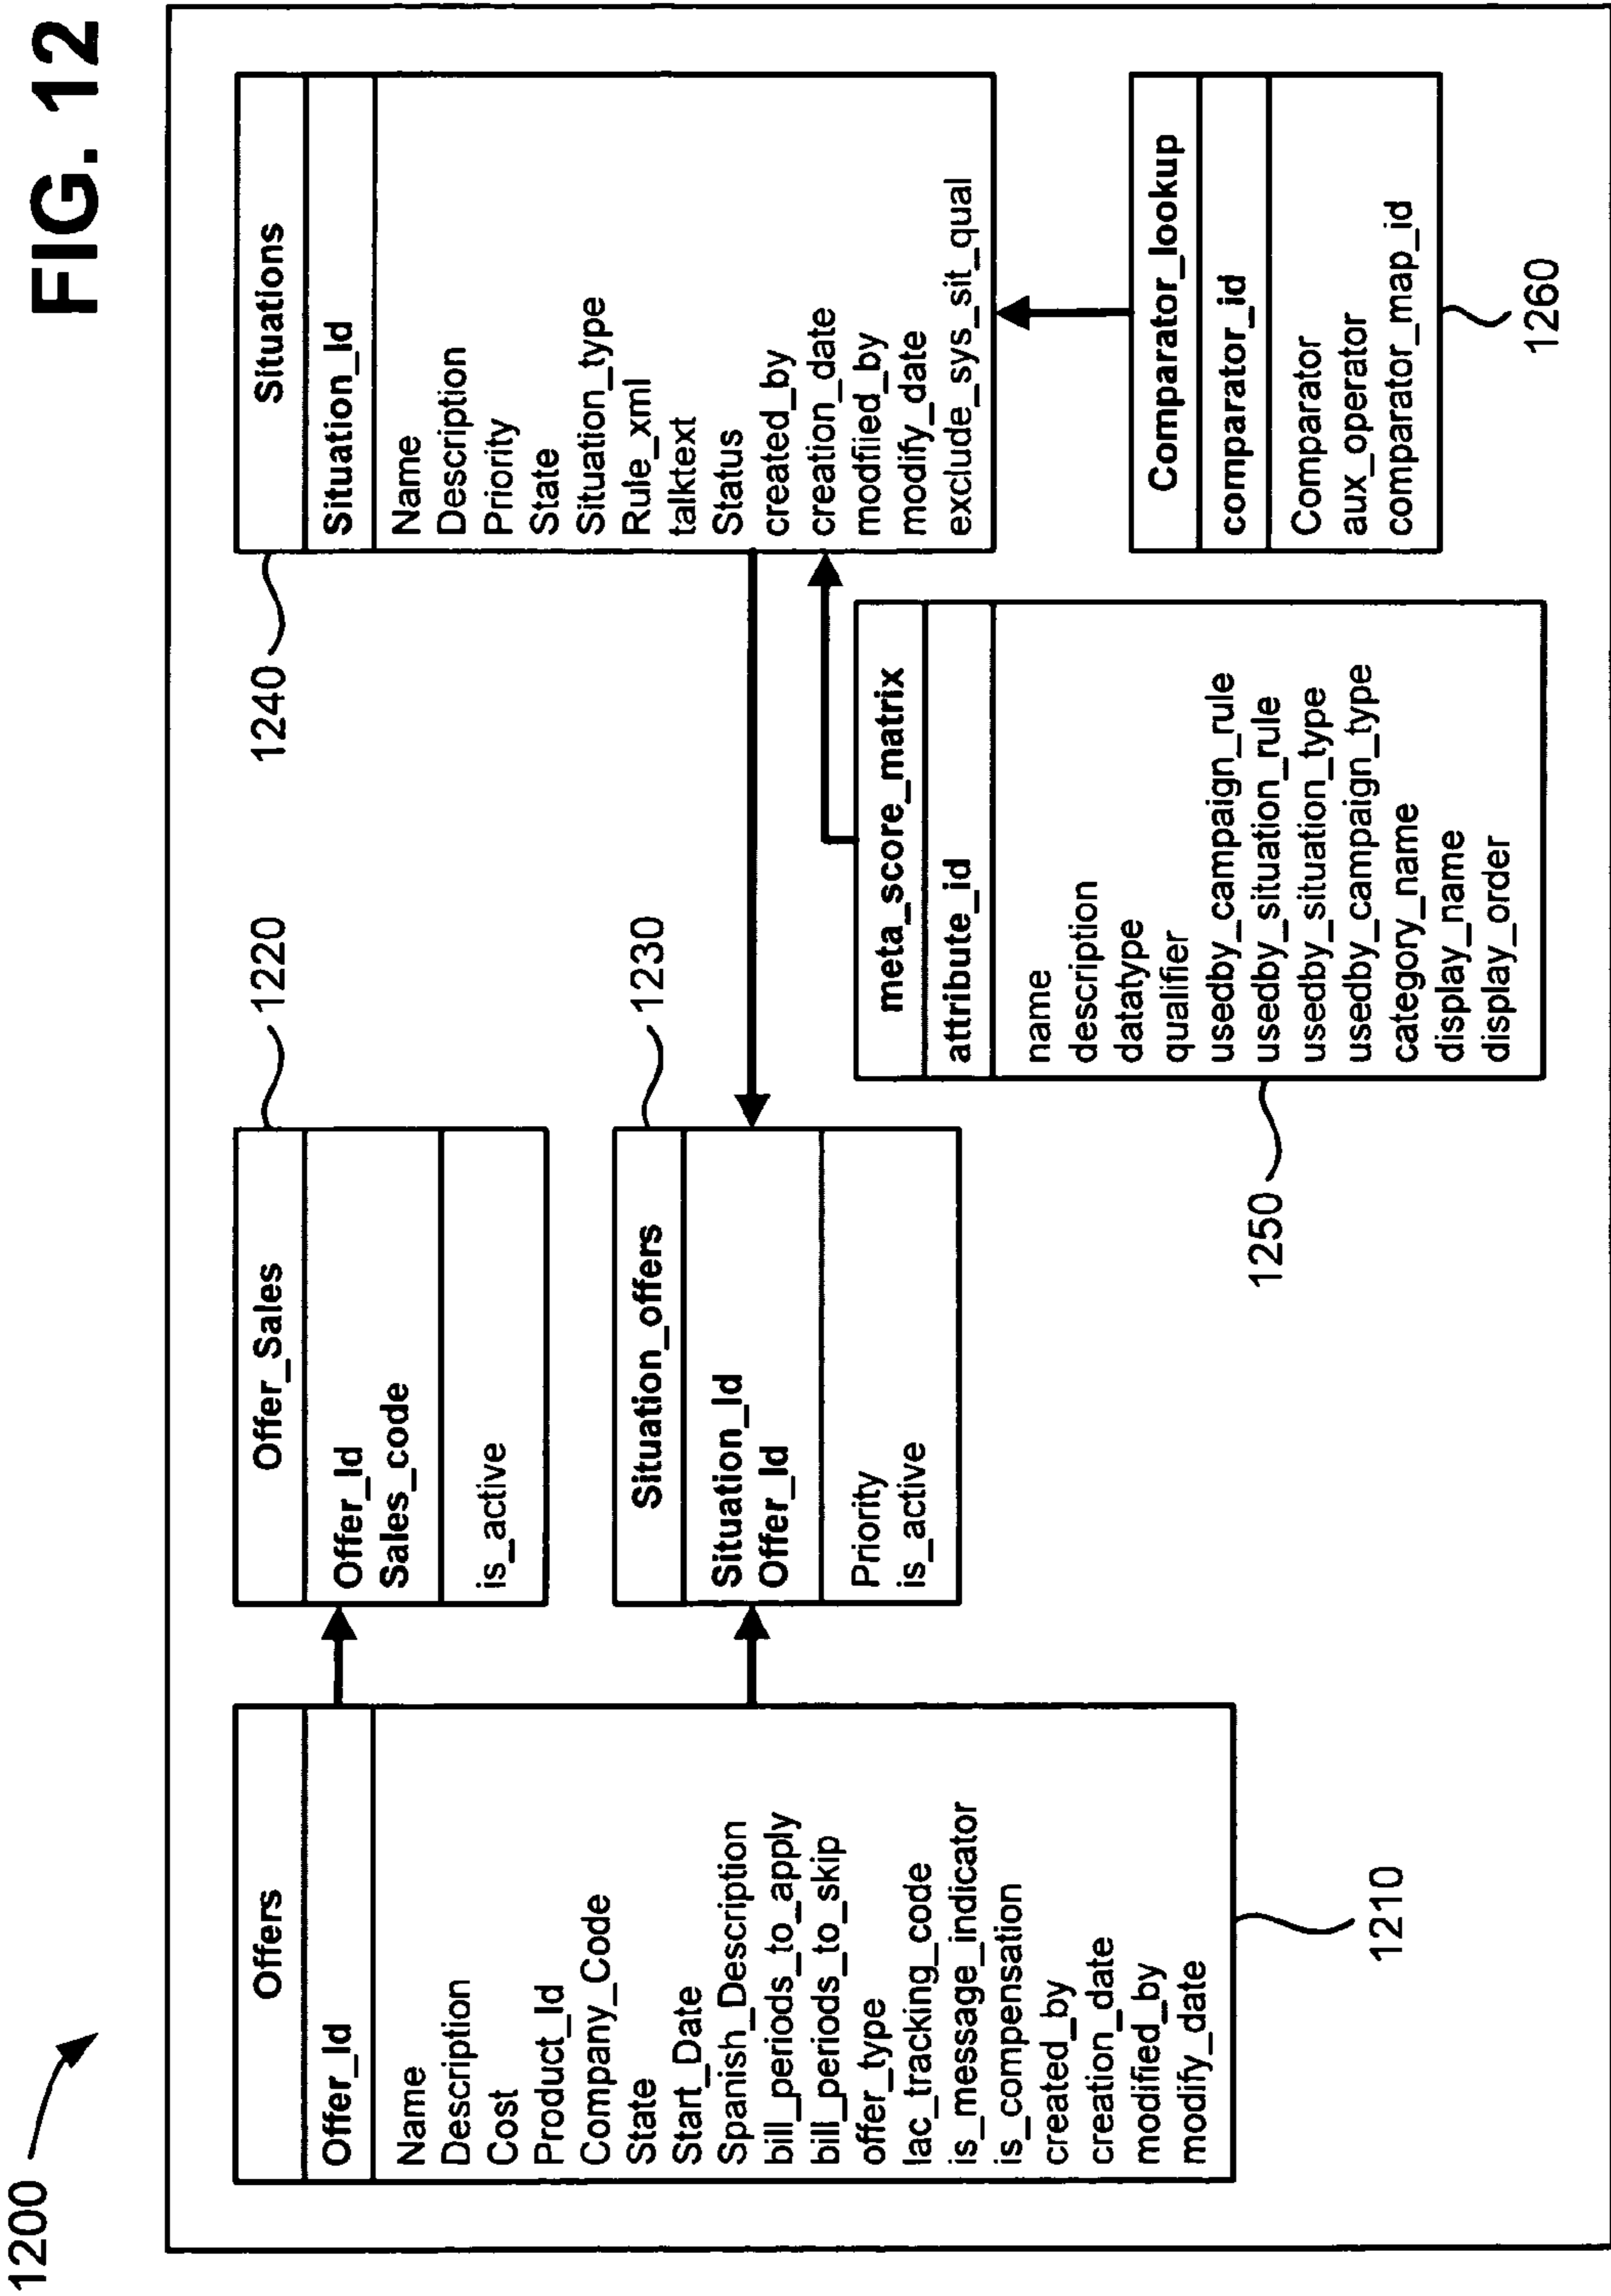 FIG. 12
1200
Offers
Offer_Id
Name
Description
Cost
Product_Id
Company_Code
State
Start_Date
Spanish_Description
bill_periods_to_apply
bill_periods_to_skip
offer_type
lac_tracking_code
is_message_indicator
is_compensation
created_by
creation_date
modified_by
modify_date
1210
Offer_Sales
Offer_Id
Sales_code
is_active
1220
Situation_offers
Situation_Id
Offer_Id
Priority
is_active
1230
Situations
Situation_Id
Name
Description
Priority
State
Situation_type
Rule_xml
talktext
Status
created_by
creation_date
modfiied_by
modify_date
exclude_sys_sit_qual
1240
meta_score_matrix
attribute_id
name
description
datatype
qualifier
usedby_campaign_rule
usedby_situation_rule
usedby_situation_type
usedby_campaign_type
category_name
display_name
display_order
1250
Comparator_lookup
comparator_id
Comparator
aux_operator
comparator_map_id
1260